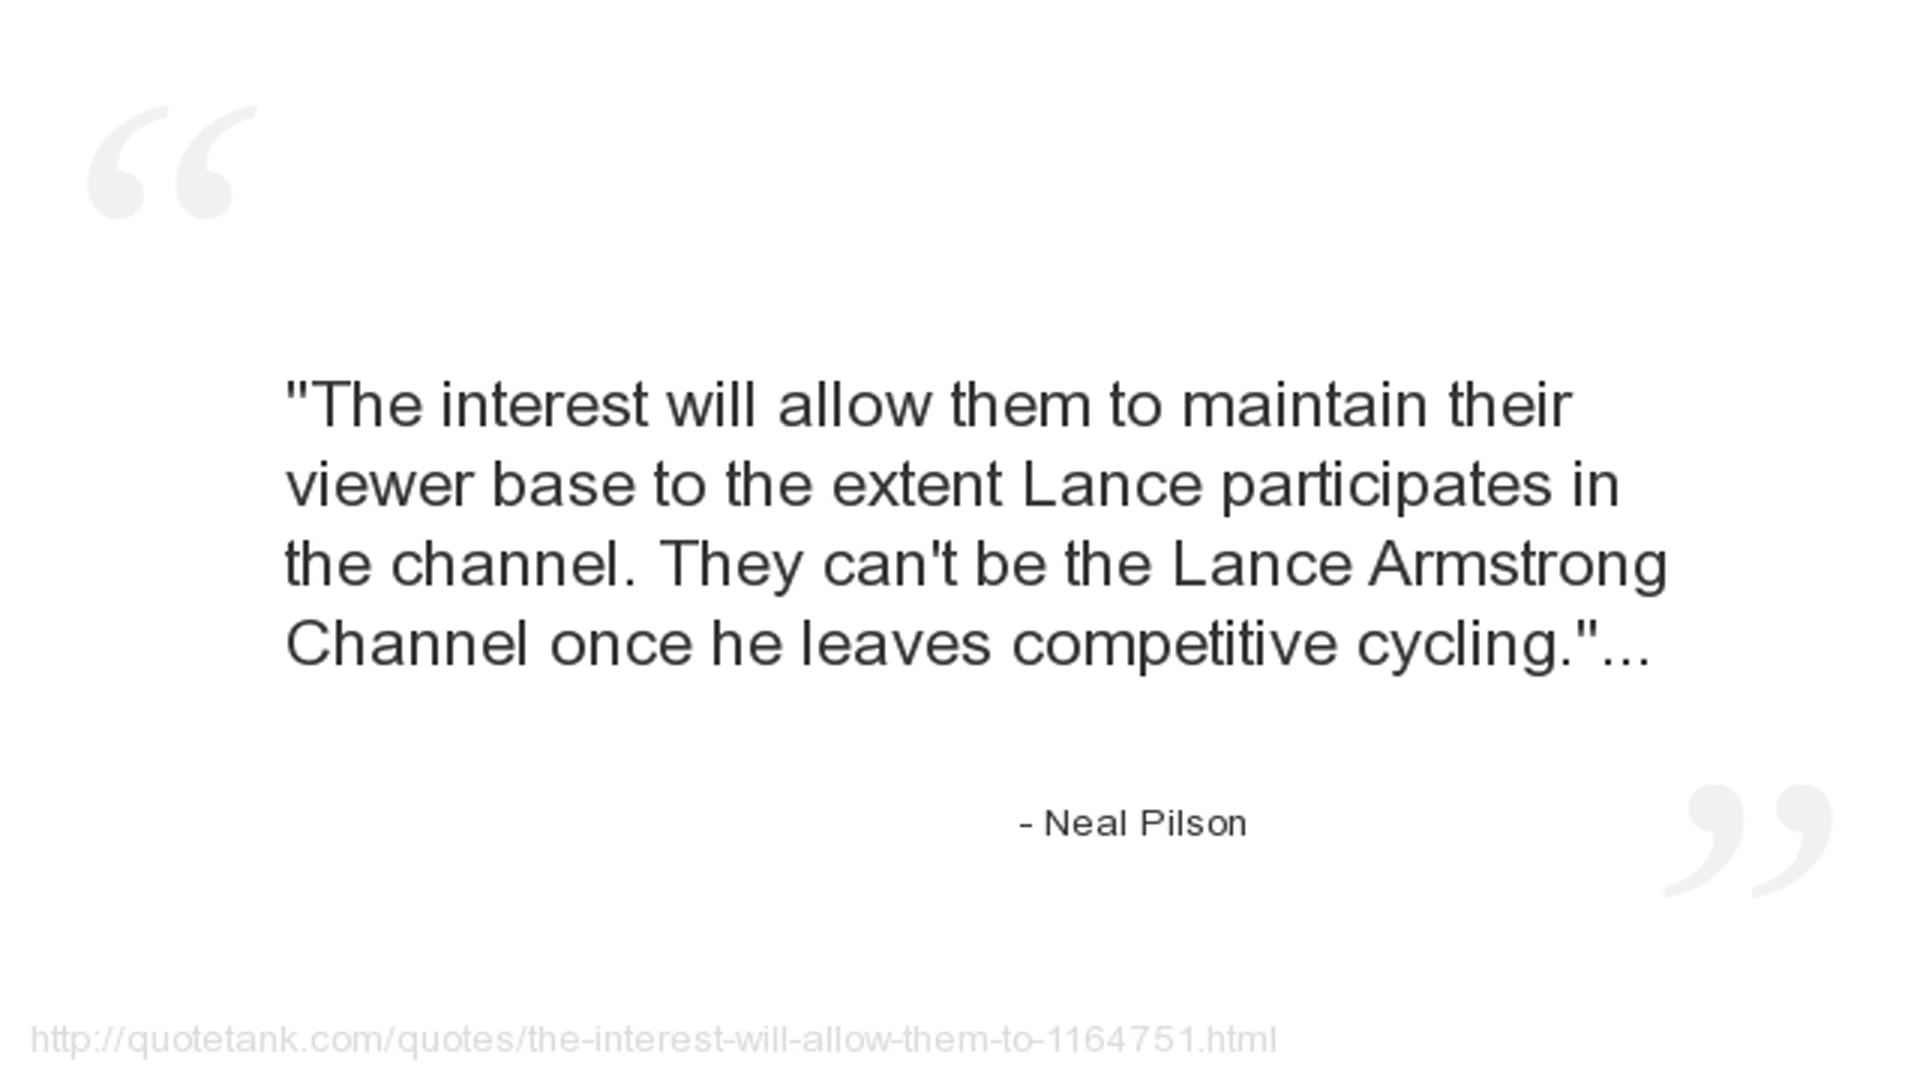 "The interest will allow them to maintain their
viewer base to the extent Lance participates in
the channel. They can't be the Lance Armstrong
Channel once he leaves competitive cycling."...
- Neal Pilson
http://quotetank.com/quotes/the-interest-will-allow-them-to-1164751.html